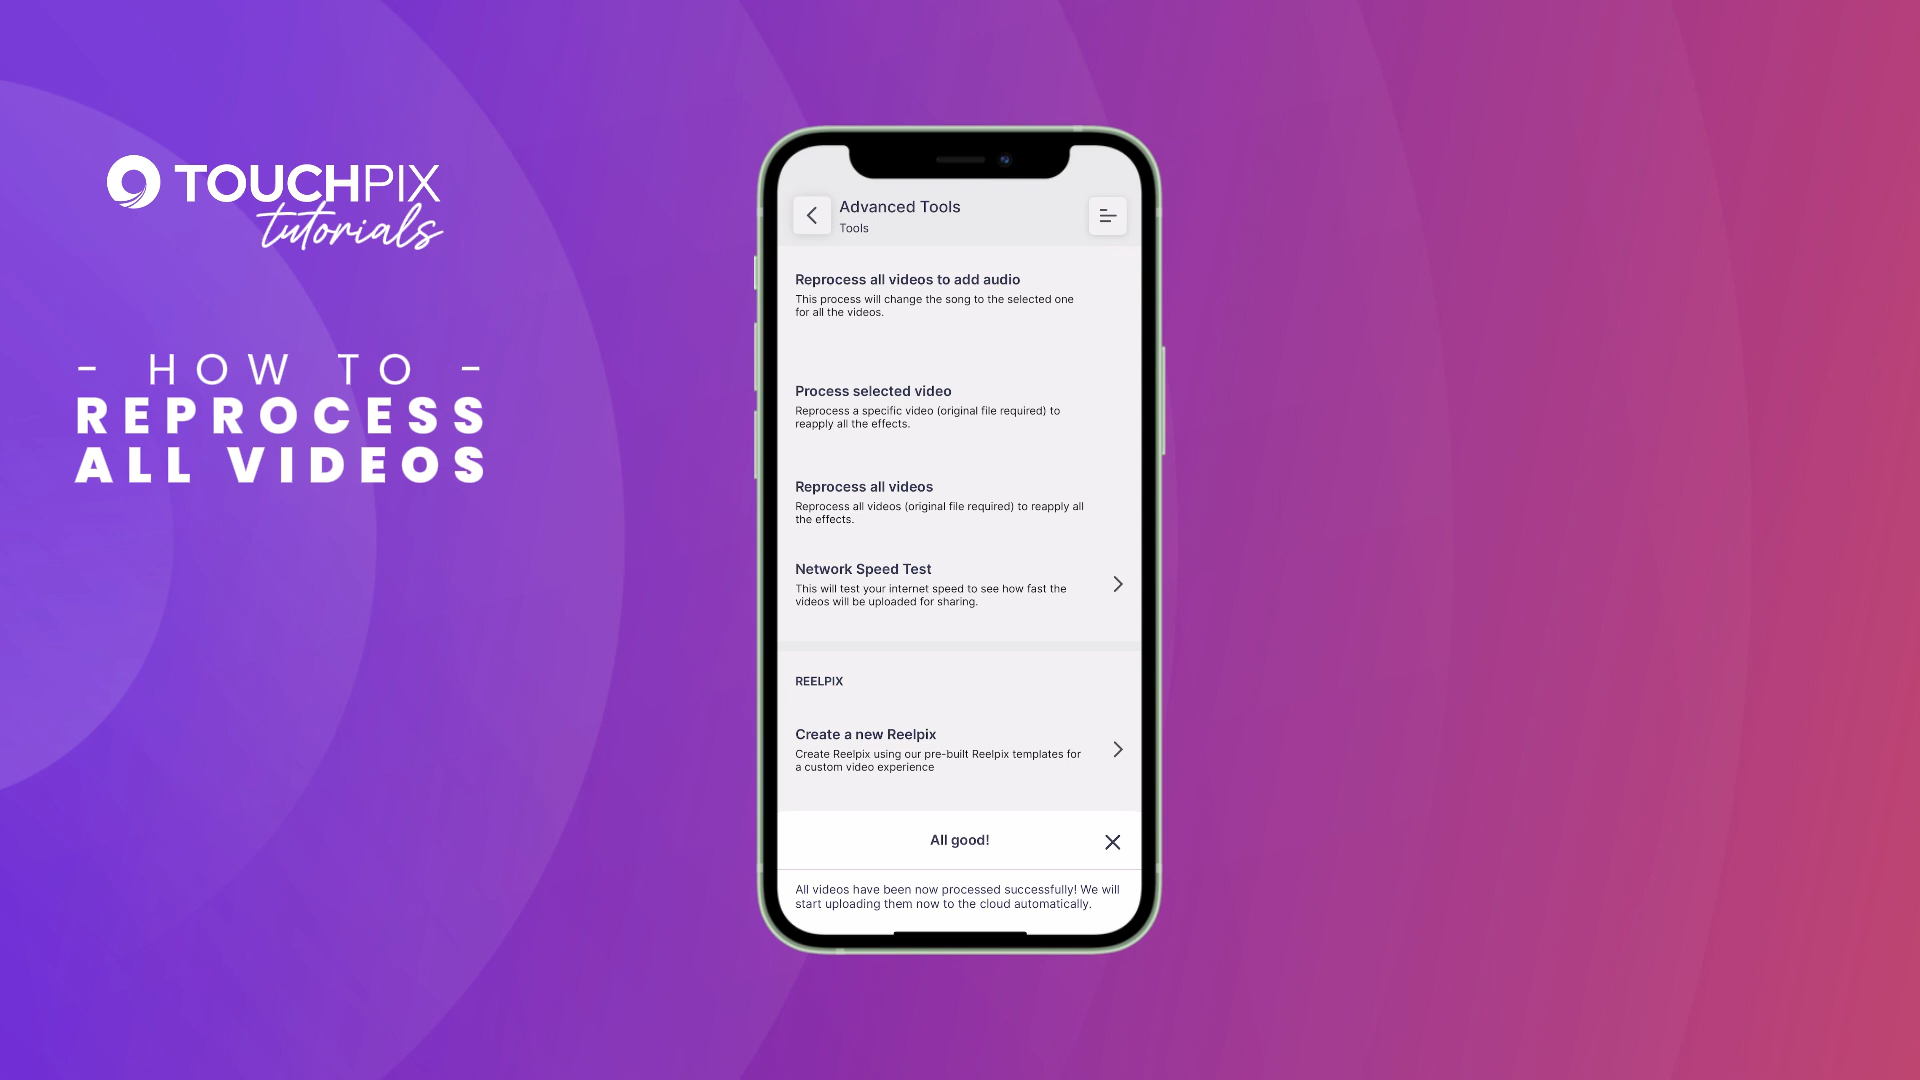 TOUCHPIX
tutorials
- HOW TO -
REPROCESS
ALL VIDEOS
Advanced Tools
Tools
Reprocess all videos to add audio
This process will change the song to the selected one
for all the videos.
Process selected video
Reprocess a specific video (original file required) to
reapply all the effects.
Reprocess all videos
Reprocess all videos (original file required) to reapply all
the effects.
Network Speed Test
This will test your internet speed to see how fast the
videos will be uploaded for sharing.
REELPIX
Create a new Reelpix
Create Reelpix using our pre-built Reelpix templates for
a custom video experience
All good!
All videos have been now processed successfully! We will
start uploading them now to the cloud automatically.